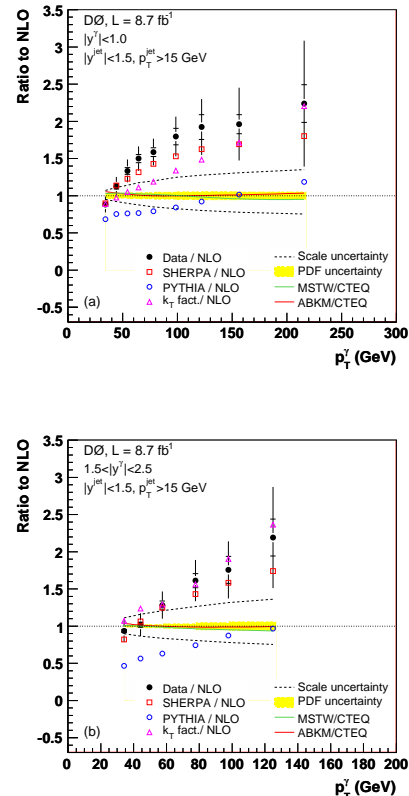 Ratio to NLO
3.5
3
2.5
2
1.5
1
0.5
0
-0.5
DØ, L = 8.7 fb¹
|y^γ|<1.0
|y^jet|<1.5, p_T^jet>15 GeV
Data / NLO
SHERPA / NLO
PYTHIA / NLO
k_T fact./ NLO
Scale uncertainty
PDF uncertainty
MSTW/CTEQ
ABKM/CTEQ
(a)
0 50 100 150 200 250 300
p_T^γ (GeV)
Ratio to NLO
3.5
3
2.5
2
1.5
1
0.5
0
-0.5
DØ, L = 8.7 fb¹
1.5<|y^γ|<2.5
|y^jet|<1.5, p_T^jet>15 GeV
Data / NLO
SHERPA / NLO
PYTHIA / NLO
k_T fact./ NLO
Scale uncertainty
PDF uncertainty
MSTW/CTEQ
ABKM/CTEQ
(b)
0 20 40 60 80 100 120 140 160 180 200
p_T^γ (GeV)